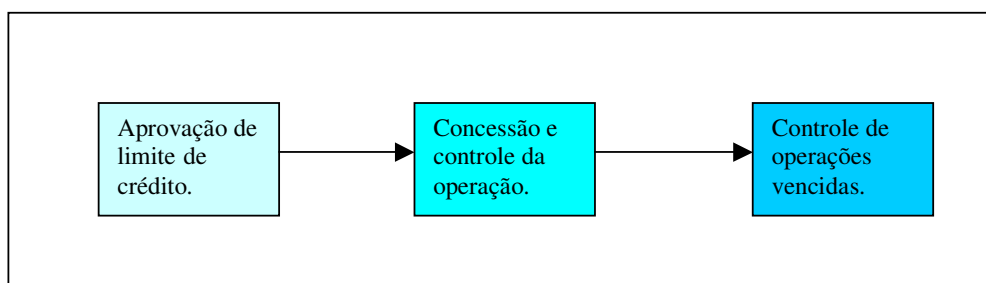 Aprovação de
limite de
crédito.
Concessão e
controle da
operação.
Controle de
operações
vencidas.